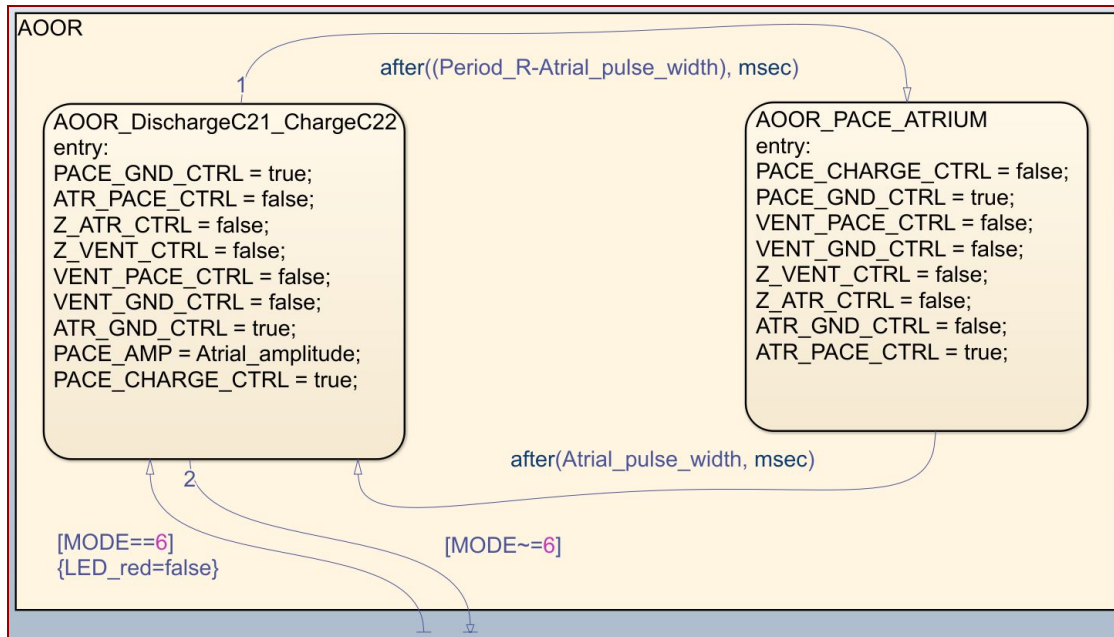 AOOR
1
after((Period_R-Atrial_pulse_width), msec)
AOOR_DischargeC21_ChargeC22
entry:
PACE_GND_CTRL = true;
ATR_PACE_CTRL = false;
Z_ATR_CTRL = false;
Z_VENT_CTRL = false;
VENT_PACE_CTRL = false;
VENT_GND_CTRL = false;
ATR_GND_CTRL = true;
PACE_AMP = Atrial_amplitude;
PACE_CHARGE_CTRL = true;
AOOR_PACE_ATRIUM
entry:
PACE_CHARGE_CTRL = false;
PACE_GND_CTRL = true;
VENT_PACE_CTRL = false;
VENT_GND_CTRL = false;
Z_VENT_CTRL = false;
Z_ATR_CTRL = false;
ATR_GND_CTRL = false;
ATR_PACE_CTRL = true;
after(Atrial_pulse_width, msec)
2
[MODE==6]
{LED_red=false}
[MODE~=6]